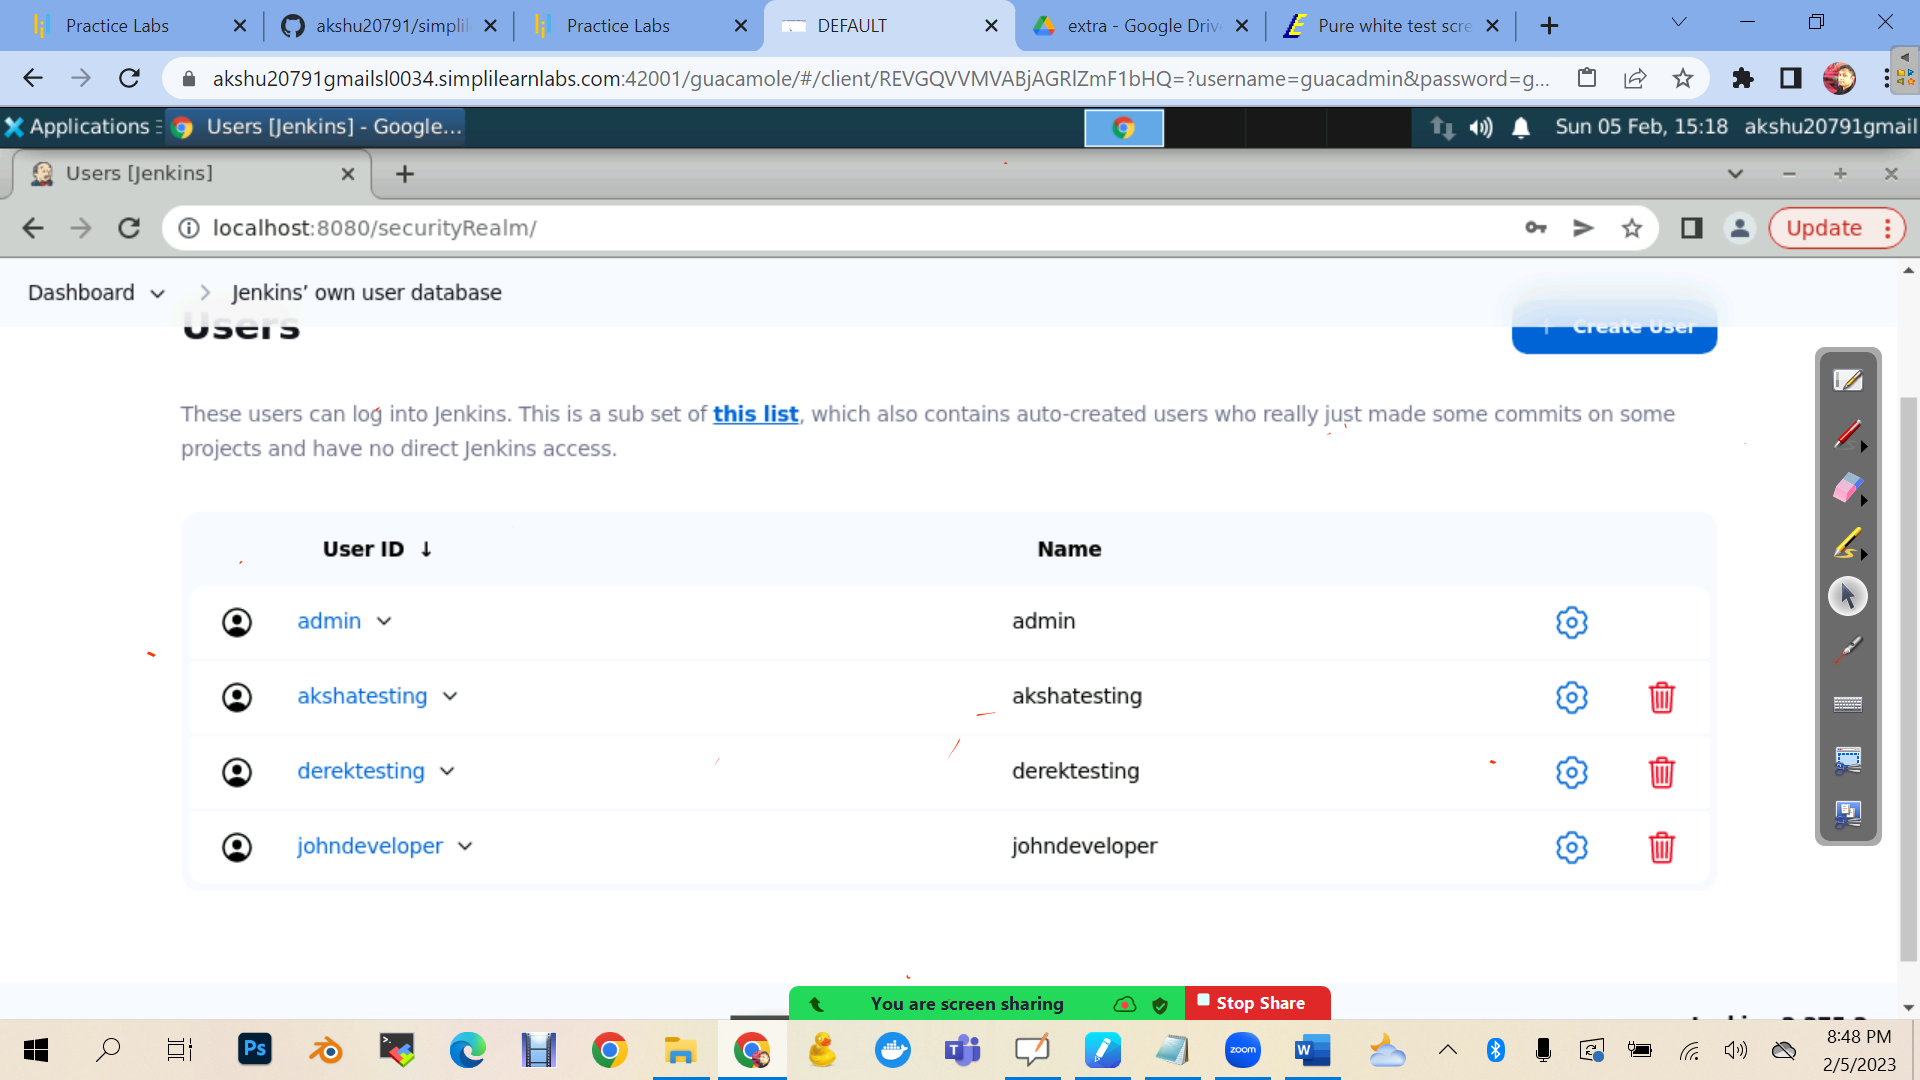 Practice Labs
akshu20791/simpli
Practice Labs
DEFAULT
extra - Google Drive
Pure white test scre
akshu20791gmailsl0034.simplilearnlabs.com:42001/guacamole/#/client/REVGQVVMVABjAGRlZmF1bHQ=?username=guacadmin&password=g...
Applications
Users [Jenkins] - Google...
Sun 05 Feb, 15:18
akshu20791gmail
Users [Jenkins]
localhost:8080/securityRealm/
Update
Dashboard
Jenkins’ own user database
Users
Create User
These users can log into Jenkins. This is a sub set of this list, which also contains auto-created users who really just made some commits on some
projects and have no direct Jenkins access.
User ID ↓
Name
admin
admin
akshatesting
akshatesting
derektesting
derektesting
johndeveloper
johndeveloper
You are screen sharing
Stop Share
Ps
zoom
W
8:48 PM
2/5/2023